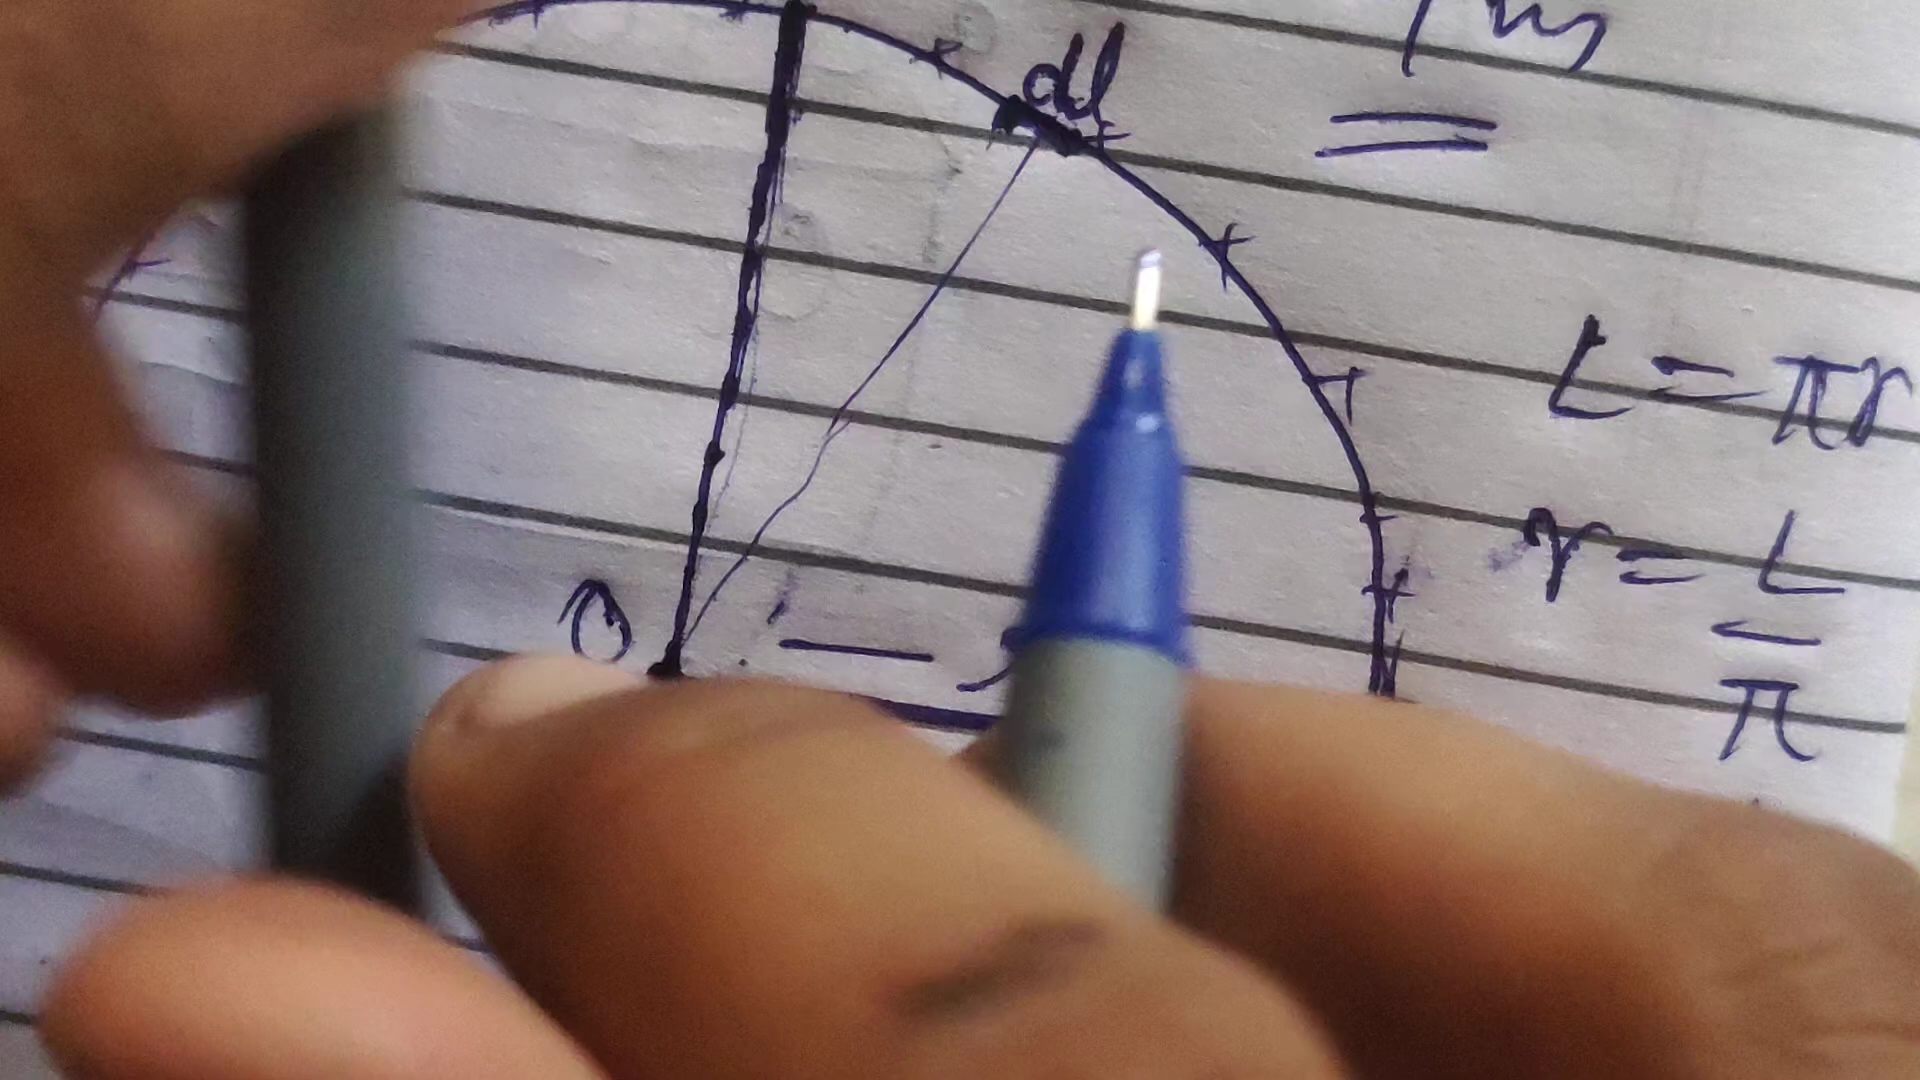 dl
L = πr
O
r = L
π